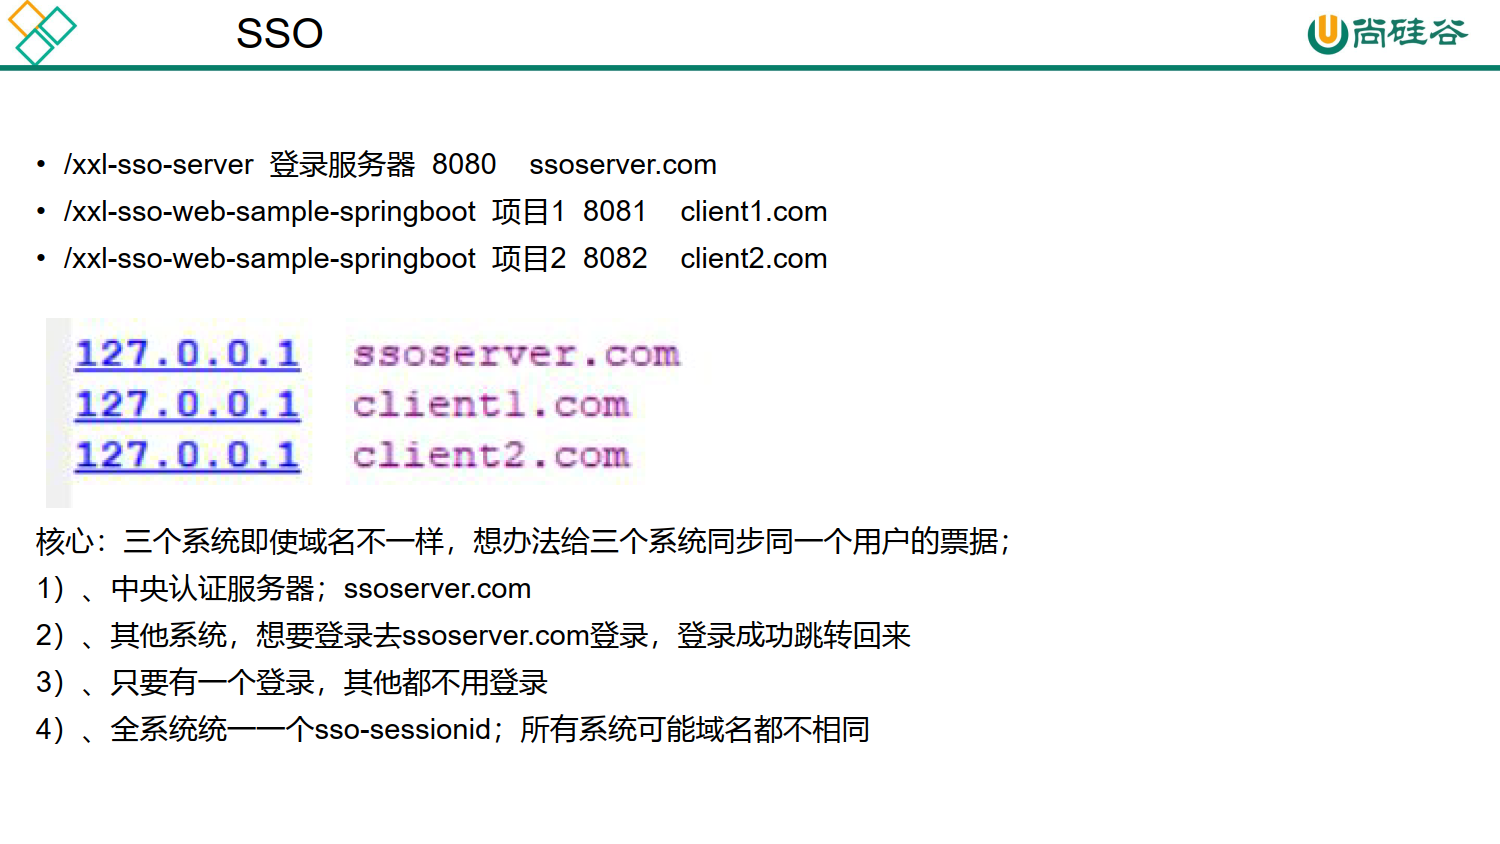 SSO
尚硅谷
• /xxl-sso-server 登录服务器 8080 ssoserver.com
• /xxl-sso-web-sample-springboot 项目1 8081 client1.com
• /xxl-sso-web-sample-springboot 项目2 8082 client2.com
127.0.0.1 ssoserver.com
127.0.0.1 client1.com
127.0.0.1 client2.com
核心：三个系统即使域名不一样，想办法给三个系统同步同一个用户的票据；
1）、中央认证服务器；ssoserver.com
2）、其他系统，想要登录去ssoserver.com登录，登录成功跳转回来
3）、只要有一个登录，其他都不用登录
4）、全系统统一一个sso-sessionid；所有系统可能域名都不相同